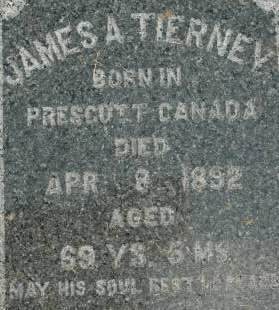 JAMES A. TIERNEY
BORN IN
PRESCOTT CANADA
DIED
APR 8 1892
AGED
69 YS. 6 MS.
MAY HIS SOUL REST IN PEACE